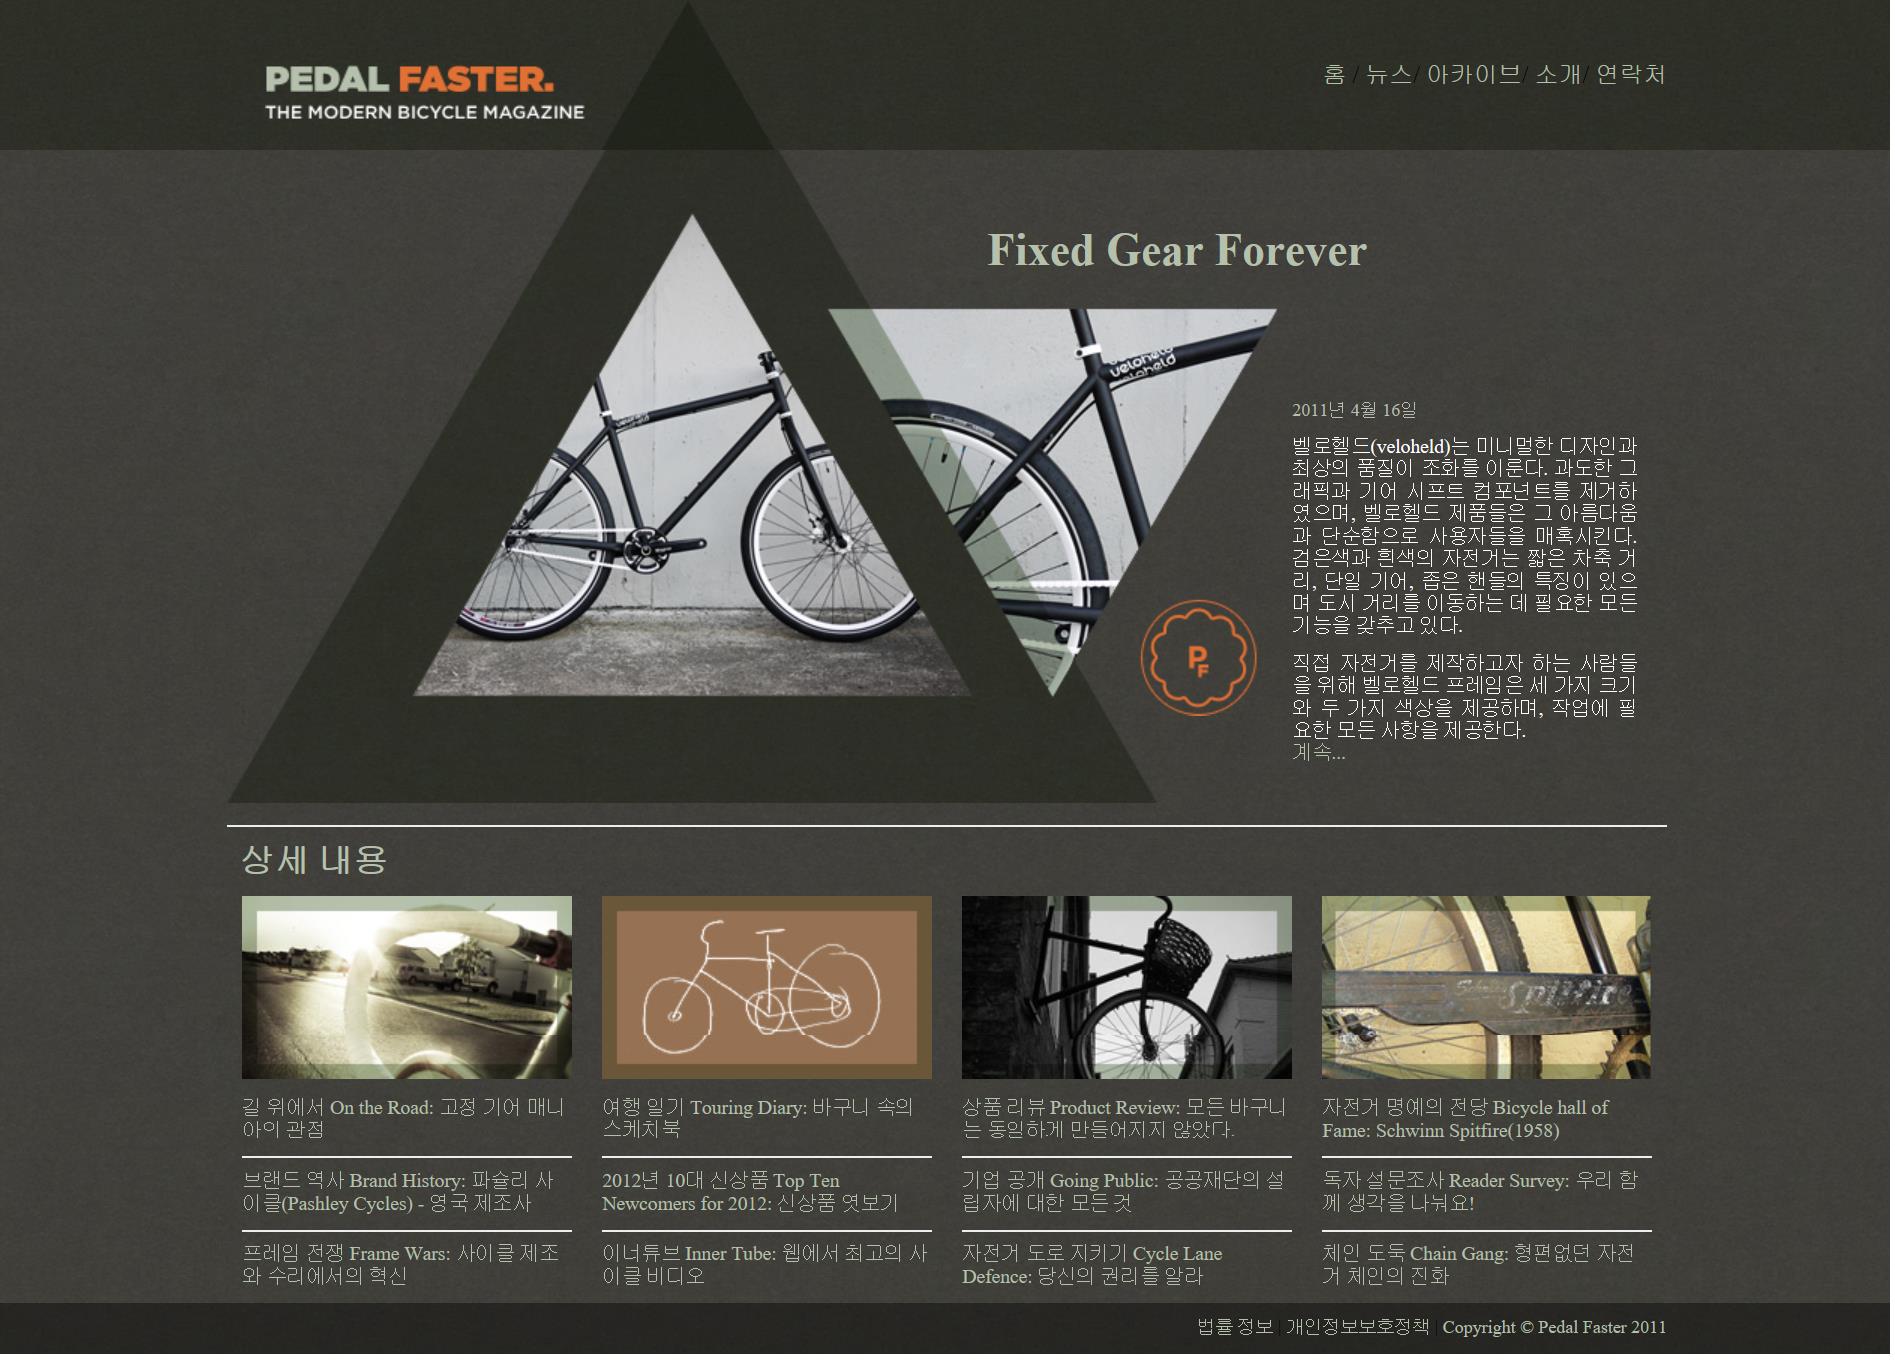 PEDAL FASTER.
THE MODERN BICYCLE MAGAZINE
홈 / 뉴스/ 아카이브/ 소개/ 연락처
Fixed Gear Forever
veloheld
veloheld
2011년 4월 16일
벨로헬드(veloheld)는 미니멀한 디자인과
최상의 품질이 조화를 이룬다. 과도한 그
래픽과 기어 시프트 컴포넌트를 제거하
였으며, 벨로헬드 제품들은 그 아름다움
과 단순함으로 사용자들을 매혹시킨다.
검은색과 흰색의 자전거는 짧은 차축 거
리, 단일 기어, 좁은 핸들의 특징이 있으
며 도시 거리를 이동하는 데 필요한 모든
기능을 갖추고 있다.
PF
직접 자전거를 제작하고자 하는 사람들
을 위해 벨로헬드 프레임은 세 가지 크기
와 두 가지 색상을 제공하며, 작업에 필
요한 모든 사항을 제공한다.
계속...
상세 내용
Spitfire
길 위에서 On the Road: 고정 기어 매니
아의 관점
브랜드 역사 Brand History: 파슐리 사
이클(Pashley Cycles) - 영국 제조사
프레임 전쟁 Frame Wars: 사이클 제조
와 수리에서의 혁신
여행 일기 Touring Diary: 바구니 속의
스케치북
2012년 10대 신상품 Top Ten
Newcomers for 2012: 신상품 엿보기
이너튜브 Inner Tube: 웹에서 최고의 사
이클 비디오
상품 리뷰 Product Review: 모든 바구니
는 동일하게 만들어지지 않았다.
기업 공개 Going Public: 공공재단의 설
립자에 대한 모든 것
자전거 도로 지키기 Cycle Lane
Defence: 당신의 권리를 알라
자전거 명예의 전당 Bicycle hall of
Fame: Schwinn Spitfire(1958)
독자 설문조사 Reader Survey: 우리 함
께 생각을 나눠요!
체인 도둑 Chain Gang: 형편없던 자전
거 체인의 진화
법률 정보 | 개인정보보호정책 | Copyright © Pedal Faster 2011